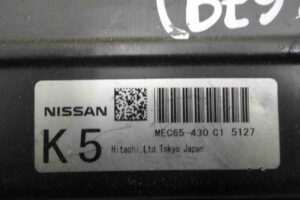 NISSAN
K5
MEC65-430 C1 5127
Hitachi,Ltd.Tokyo Japan